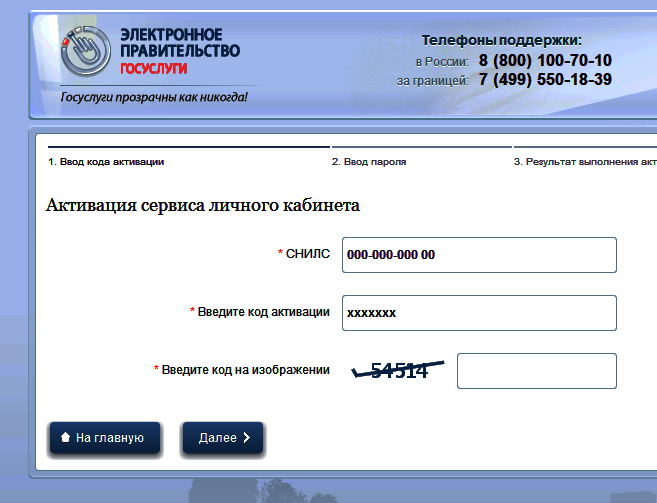 ЭЛЕКТРОННОЕ
ПРАВИТЕЛЬСТВО
ГОСУСЛУГИ
Госуслуги прозрачны как никогда!
Телефоны поддержки:
в России: 8 (800) 100-70-10
за границей: 7 (499) 550-18-39
1. Ввод кода активации 2. Ввод пароля 3. Результат выполнения акт
Активация сервиса личного кабинета
* СНИЛС 000-000-000 00
* Введите код активации xxxxxxx
* Введите код на изображении 54514
На главную Далее